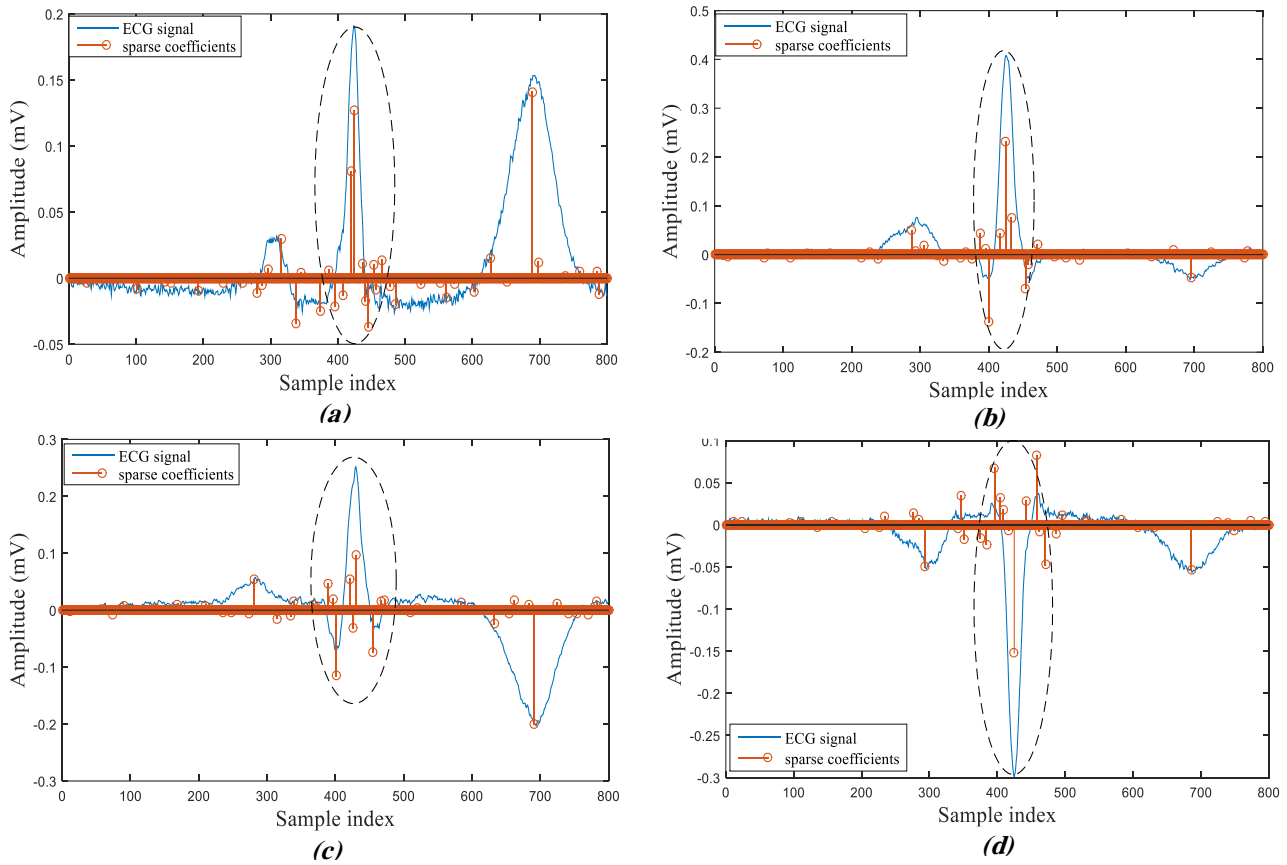 0.2
0.15
0.1
0.05
0
-0.05
Amplitude (mV)
ECG signal
sparse coefficients
0 100 200 300 400 500 600 700 800
Sample index
(a)
0.5
0.4
0.3
0.2
0.1
0
-0.1
-0.2
Amplitude (mV)
ECG signal
sparse coefficients
0 100 200 300 400 500 600 700 800
Sample index
(b)
0.3
0.2
0.1
0
-0.1
-0.2
-0.3
Amplitude (mV)
ECG signal
sparse coefficients
0 100 200 300 400 500 600 700 800
Sample index
(c)
0.1
0.05
0
-0.05
-0.1
-0.15
-0.2
-0.25
-0.3
Amplitude (mV)
ECG signal
sparse coefficients
0 100 200 300 400 500 600 700 800
Sample index
(d)